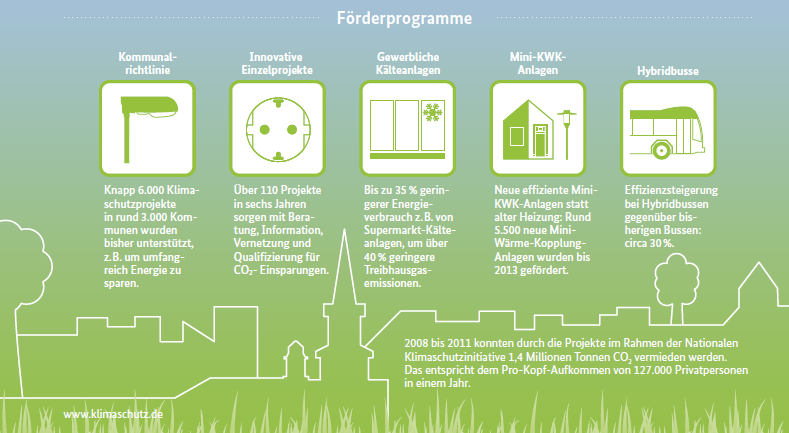 Förderprogramme
Kommunal-
richtlinie
Knapp 6.000 Klima-
schutzprojekte
in rund 3.000 Kom-
munen wurden
bisher unterstützt,
z.B. um umfang-
reich Energie zu
sparen.
Innovative
Einzelprojekte
Über 110 Projekte
in sechs Jahren
sorgen mit Bera-
tung, Information,
Vernetzung und
Qualifizierung für
CO₂- Einsparungen.
Gewerbliche
Kälteanlagen
Bis zu 35 % gerin-
gerer Energie-
verbrauch z.B. von
Supermarkt-Kälte-
anlagen, um über
40 % geringere
Treibhausgas-
emissionen.
Mini-KWK-
Anlagen
Neue effiziente Mini-
KWK-Anlagen statt
alter Heizung: Rund
5.500 neue Mini-
Wärme-Kopplung-
Anlagen wurden bis
2013 gefördert.
Hybridbusse
Effizienzsteigerung
bei Hybridbussen
gegenüber bis-
herigen Bussen:
circa 30 %.
2008 bis 2011 konnten durch die Projekte im Rahmen der Nationalen
Klimaschutzinitiative 1,4 Millionen Tonnen CO₂ vermieden werden.
Das entspricht dem Pro-Kopf-Aufkommen von 127.000 Privatpersonen
in einem Jahr.
www.klimaschutz.de